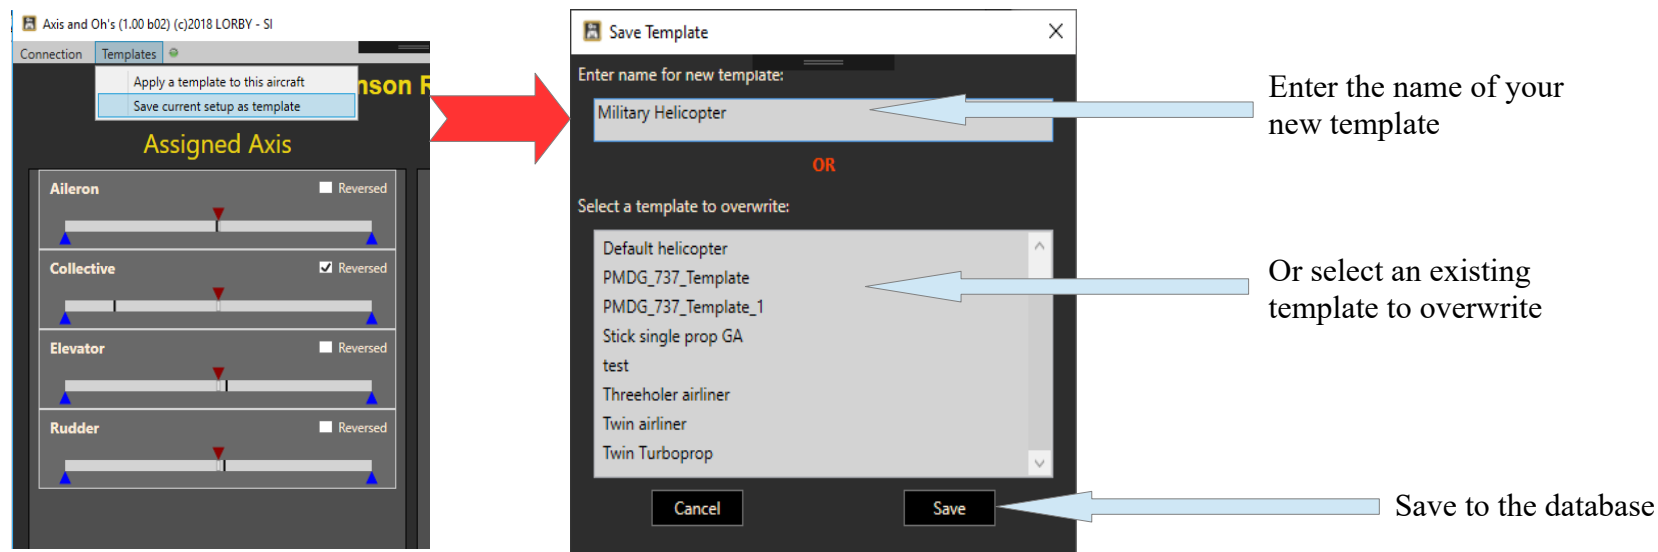 Axis and Oh's (1.00 b02) (c)2018 LORBY - SI
Connection Templates
Apply a template to this aircraft
Save current setup as template
Assigned Axis
Aileron Reversed
Collective Reversed
Elevator Reversed
Rudder Reversed
Save Template
Enter name for new template:
Military Helicopter
OR
Select a template to overwrite:
Default helicopter
PMDG_737_Template
PMDG_737_Template_1
Stick single prop GA
test
Threeholer airliner
Twin airliner
Twin Turboprop
Cancel Save
Enter the name of your
new template
Or select an existing
template to overwrite
Save to the database